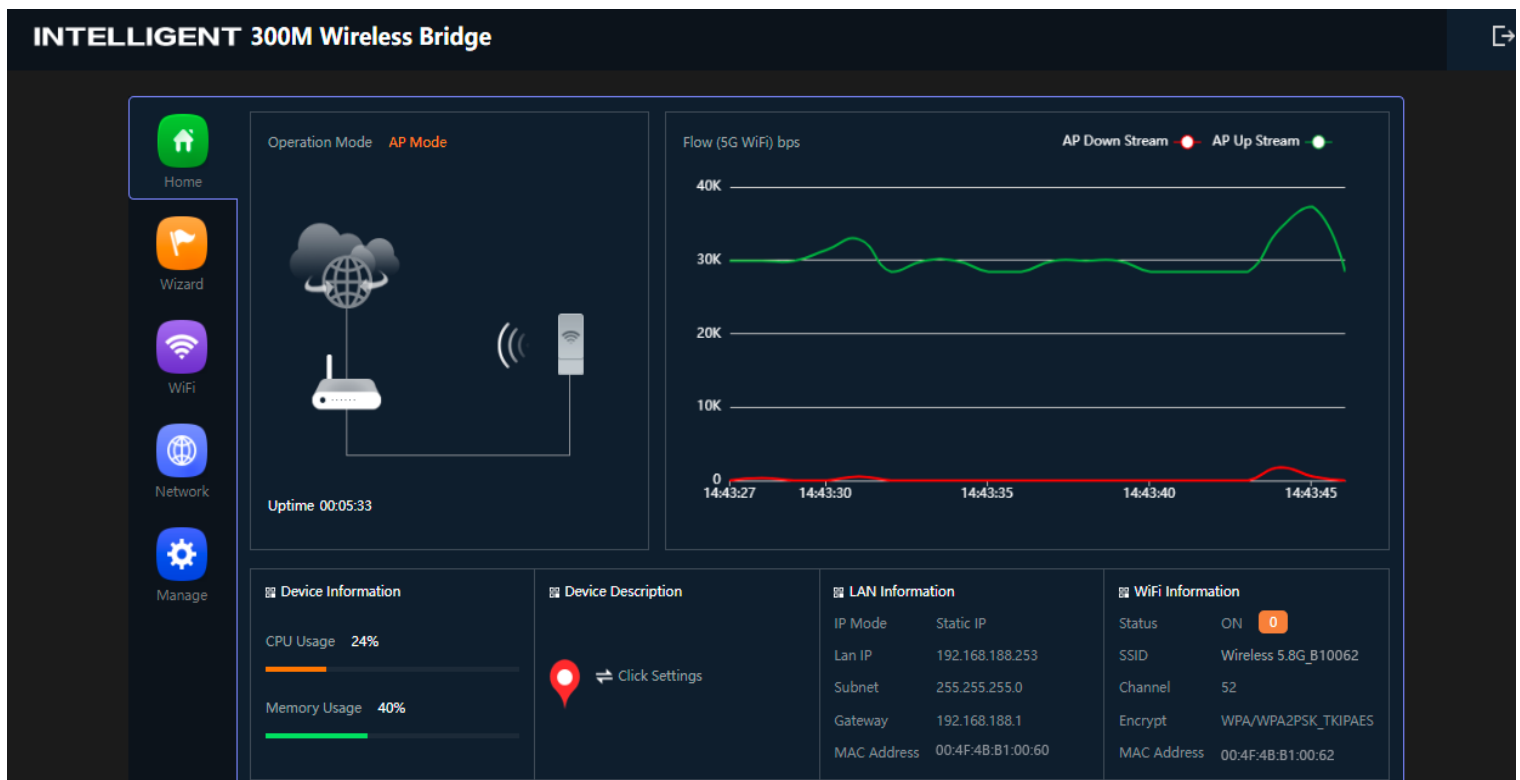 INTELLIGENT 300M Wireless Bridge
Home
Wizard
WiFi
Network
Manage
Operation Mode AP Mode
Uptime 00:05:33
Flow (5G WiFi) bps
AP Down Stream AP Up Stream
40K
30K
20K
10K
0
14:43:27 14:43:30 14:43:35 14:43:40 14:43:45
Device Information
CPU Usage 24%
Memory Usage 40%
Device Description
Click Settings
LAN Information
IP Mode Static IP
Lan IP 192.168.188.253
Subnet 255.255.255.0
Gateway 192.168.188.1
MAC Address 00:4F:4B:B1:00:60
WiFi Information
Status ON 0
SSID Wireless 5.8G_B10062
Channel 52
Encrypt WPA/WPA2PSK_TKIPAES
MAC Address 00:4F:4B:B1:00:62